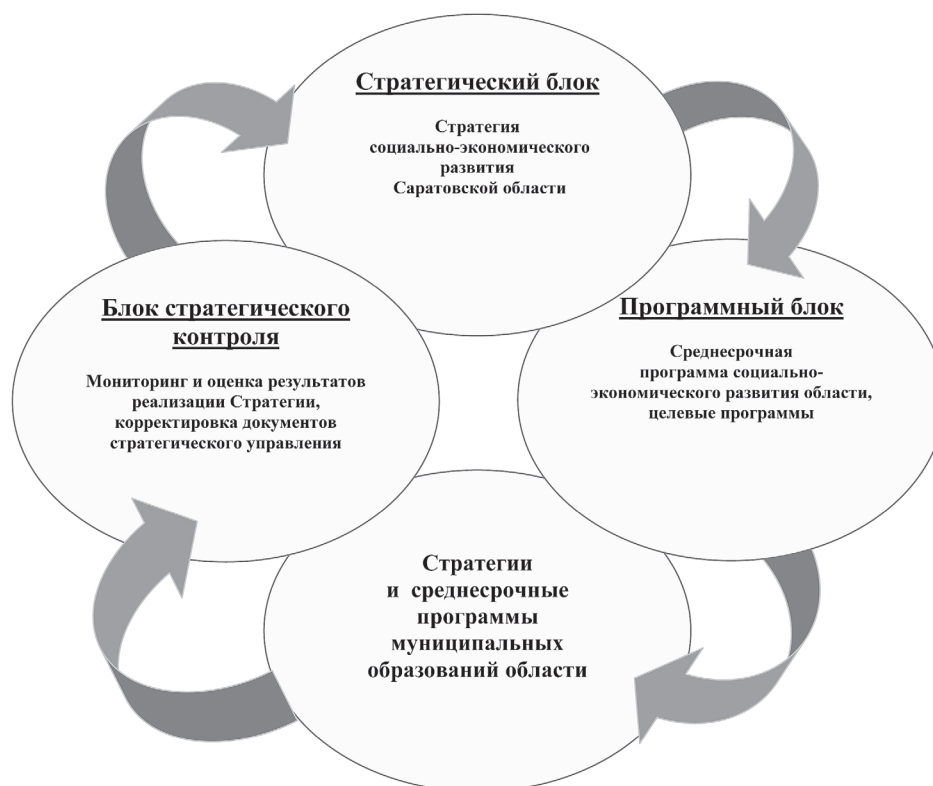 Стратегический блок
Стратегия
социально-экономического
развития
Саратовской области
Блок стратегического
контроля
Мониторинг и оценка результатов
реализации Стратегии,
корректировка документов
стратегического управления
Программный блок
Среднесрочная
программа социально-
экономического развития области,
целевые программы
Стратегии
и среднесрочные
программы
муниципальных
образований области